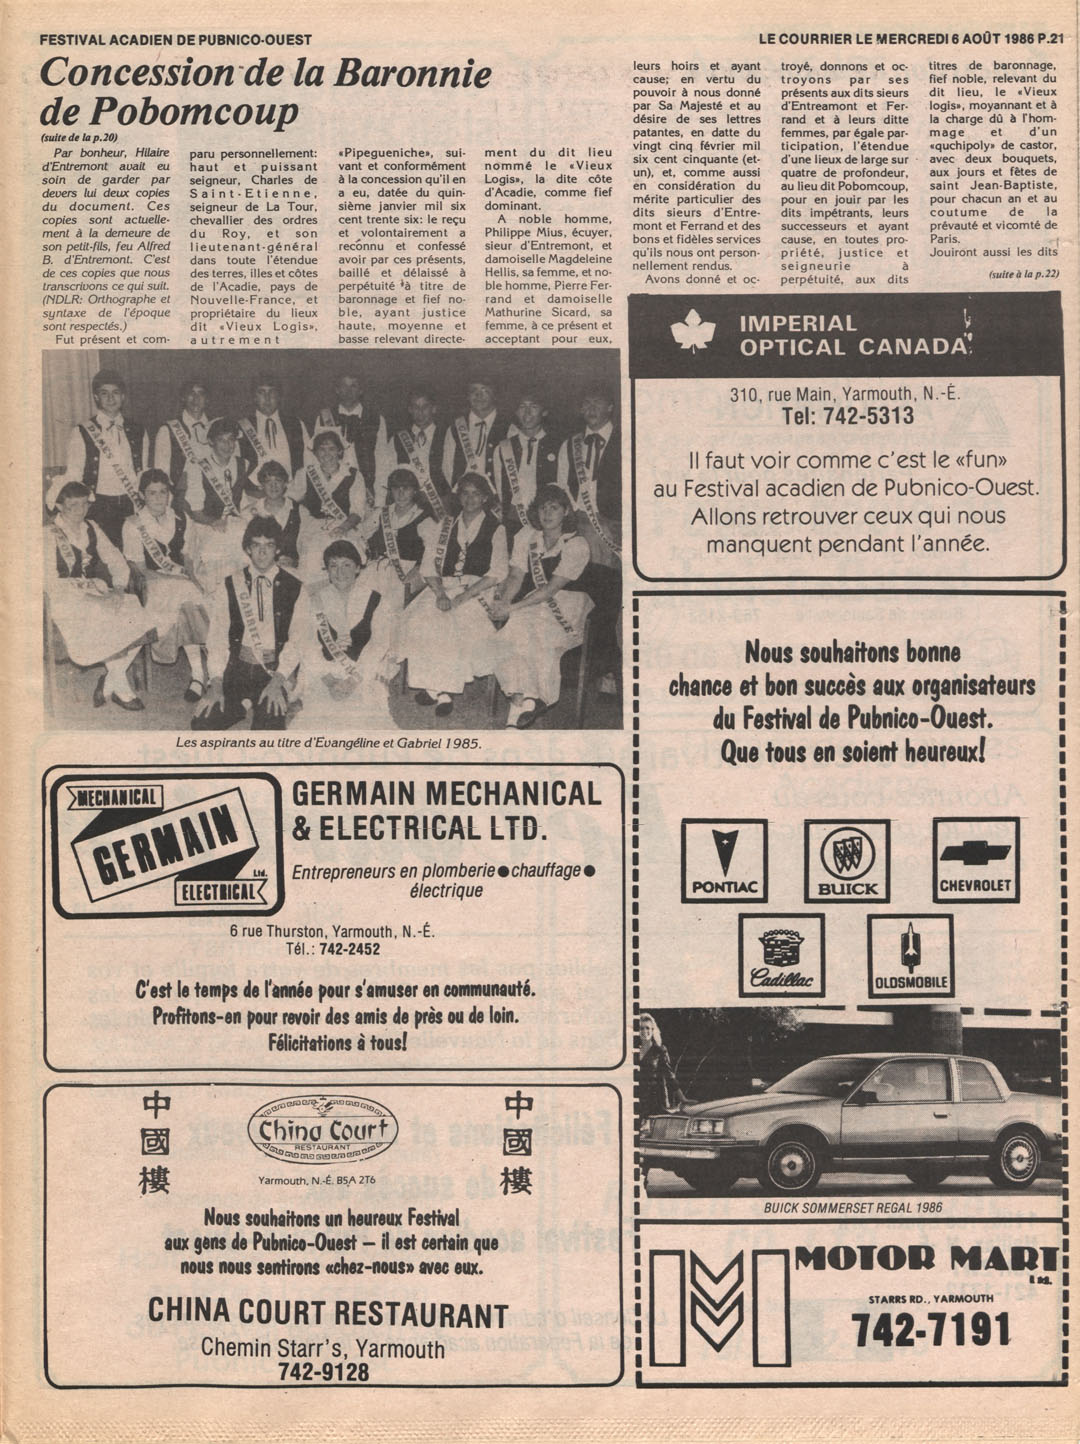 FESTIVAL ACADIEN DE PUBNICO-OUEST
LE COURRIER LE MERCREDI 6 AOÛT 1986 P.21
Concession de la Baronnie
de Pobomcoup
(suite de la p.20)
Par bonheur, Hilaire
d'Entremont avait eu
soin de garder par
devers lui deux copies
du document. Ces
copies sont actuelle-
ment à la demeure de
son petit-fils, feu Alfred
B. d'Entremont. C'est
de ces copies que nous
transcrivons ce qui suit.
(NDLR: Orthographe et
syntaxe de l'époque
sont respectés.)
Fut présent et com-
paru personnellement:
haut et puissant
seigneur, Charles de
Saint-Etienne,
seigneur de La Tour,
chevallier des ordres
du Roy, et son
lieutenant-général
dans toute l'étendue
des terres, illes et côtes
de l'Acadie, pays de
Nouvelle-France, et
propriétaire du lieux
dit «Vieux Logis»,
autrement
«Pipegueniche», sui-
vant et conformément
à la concession qu'il en
a eu, datée du quin-
sième janvier mil six
cent trente six: le reçu
et volontairement a
reconnu et confessé
avoir par ces présents,
baillé et délaissé à
perpétuité à titre de
baronnage et fief no-
ble, ayant justice
haute, moyenne et
basse relevant directe-
ment du dit lieu
nommé le «Vieux
Logis», la dite côte
d'Acadie, comme fief
dominant.
A noble homme,
Philippe Mius, écuyer,
sieur d'Entremont, et
damoiselle Magdeleine
Hellis, sa femme, et no-
ble homme, Pierre Fer-
rand et damoiselle
Mathurine Sicard, sa
femme, à ce présent et
acceptant pour eux,
leurs hoirs et ayant
cause; en vertu du
pouvoir à nous donné
par Sa Majesté et au
désire de ses lettres
patantes, en datte du
vingt cinq février mil
six cent cinquante (et-
un), et, comme aussi
en considération du
mérite particulier des
dits sieurs d'Entre-
mont et Ferrand et des
bons et fidèles services
qu'ils nous ont person-
nellement rendus.
Avons donné et oc-
troyé, donnons et oc-
troyons par ses
présents aux dits sieurs
d'Entreamont et Fer-
rand et à leurs ditte
femmes, par égale par-
ticipation, l'étendue
d'une lieux de large sur
quatre de profondeur,
au lieu dit Pobomcoup,
pour en jouir par les
dits impétrants, leurs
successeurs et ayant
cause, en toutes pro-
priété, justice et
seigneurie à
perpétuité, aux dits
titres de baronnage,
fief noble, relevant du
dit lieu, le «Vieux
logis», moyannant et à
la charge dû à l'hom-
mage et d'un
«quchipoly» de castor,
avec deux bouquets,
aux jours et fêtes de
saint Jean-Baptiste,
pour chacun an et au
coutume de la
prévauté et vicomté de
Paris.
Jouiront aussi les dits
(suite à la p.22)
GABRIEL
EVANGELINE
BANQUE ROYALE
Les aspirants au titre d'Evangéline et Gabriel 1985.
IMPERIAL
OPTICAL CANADA
310, rue Main, Yarmouth, N.-É.
Tel: 742-5313
Il faut voir comme c'est le «fun»
au Festival acadien de Pubnico-Ouest.
Allons retrouver ceux qui nous
manquent pendant l'année.
Nous souhaitons bonne
chance et bon succès aux organisateurs
du Festival de Pubnico-Ouest.
Que tous en soient heureux!
PONTIAC
BUICK
CHEVROLET
Cadillac
OLDSMOBILE
BUICK SOMMERSET REGAL 1986
MOTOR MART
Ltd.
STARRS RD., YARMOUTH
742-7191
MECHANICAL
GERMAIN
Ltd.
ELECTRICAL
GERMAIN MECHANICAL
& ELECTRICAL LTD.
Entrepreneurs en plomberie ● chauffage ●
électrique
6 rue Thurston, Yarmouth, N.-É.
Tél.: 742-2452
C'est le temps de l'année pour s'amuser en communauté.
Profitons-en pour revoir des amis de près ou de loin.
Félicitations à tous!
中國樓
China Court
RESTAURANT
中國樓
Yarmouth, N.-É. B5A 2T6
Nous souhaitons un heureux Festival
aux gens de Pubnico-Ouest — il est certain que
nous nous sentirons «chez-nous» avec eux.
CHINA COURT RESTAURANT
Chemin Starr's, Yarmouth
742-9128